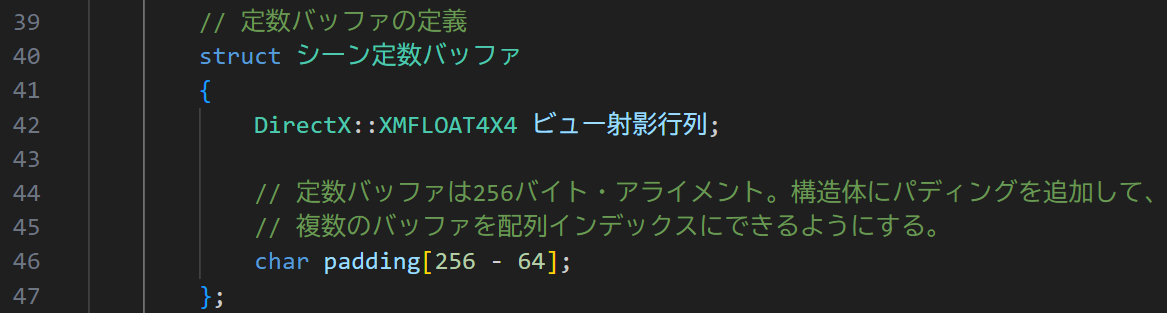 39 // 定数バッファの定義
40 struct シーン定数バッファ
41 {
42 DirectX::XMFLOAT4X4 ビュー射影行列;
43
44 // 定数バッファは256バイト・アライメント。構造体にパディングを追加して、
45 // 複数のバッファを配列インデックスにできるようにする。
46 char padding[256 - 64];
47 };